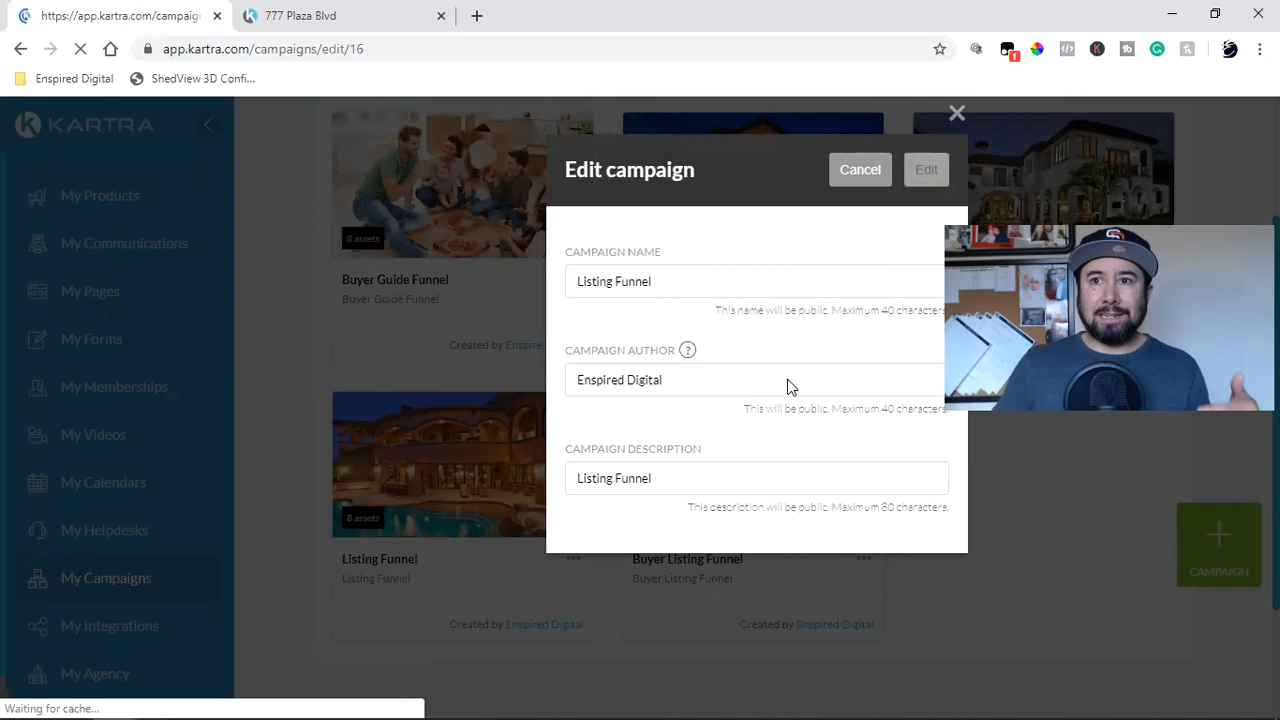 https://app.kartra.com/campaign
777 Plaza Blvd
app.kartra.com/campaigns/edit/16
1
Enspired Digital
ShedView 3D Confi...
KARTRA
My Products
My Communications
My Pages
My Forms
My Memberships
My Videos
My Calendars
My Helpdesks
My Campaigns
My Integrations
My Agency
8 assets
Buyer Guide Funnel
Buyer Guide Funnel
Created by Enspire
Edit campaign
Cancel
Edit
CAMPAIGN NAME
Listing Funnel
This name will be public. Maximum 40 characters.
CAMPAIGN AUTHOR ?
Enspired Digital
This will be public. Maximum 40 characters.
CAMPAIGN DESCRIPTION
Listing Funnel
This description will be public. Maximum 80 characters.
8 assets
Listing Funnel
Listing Funnel
Created by Enspired Digital
Buyer Listing Funnel
Buyer Listing Funnel
Created by Enspired Digital
CAMPAIGN
Waiting for cache...